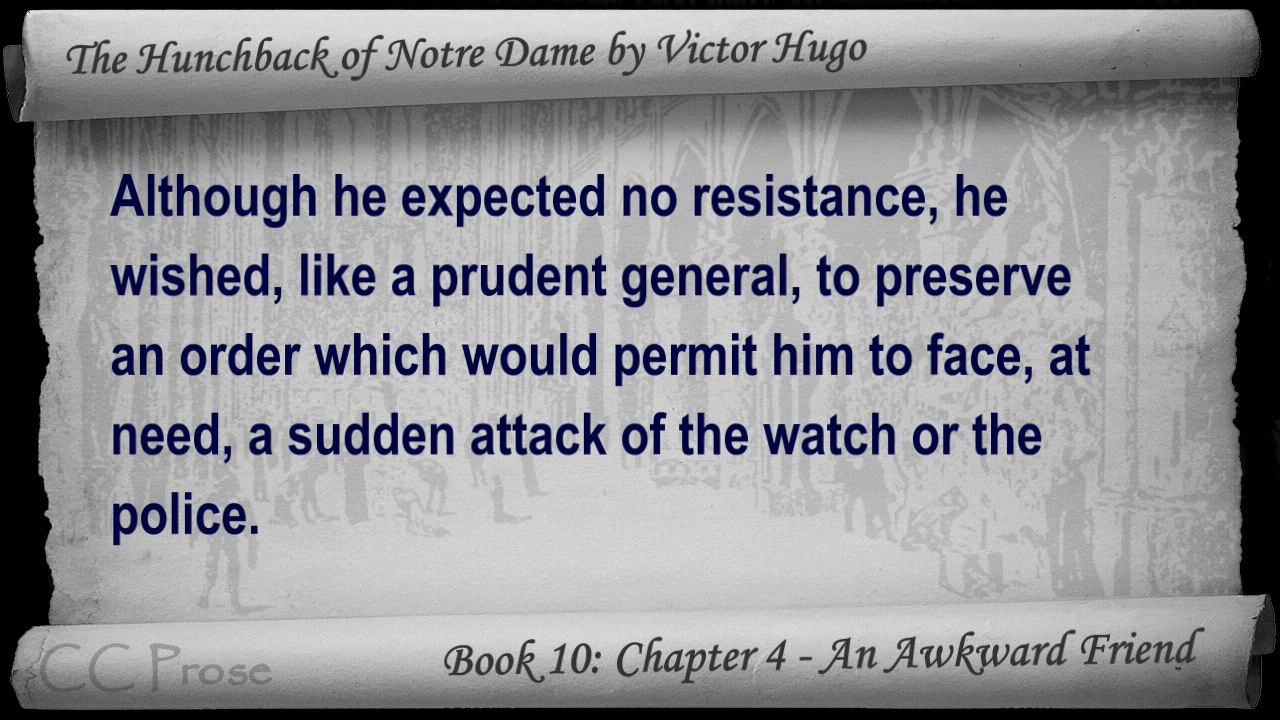 The Hunchback of Notre Dame by Victor Hugo
Although he expected no resistance, he
wished, like a prudent general, to preserve
an order which would permit him to face, at
need, a sudden attack of the watch or the
police.
CC Prose
Book 10: Chapter 4 - An Awkward Friend